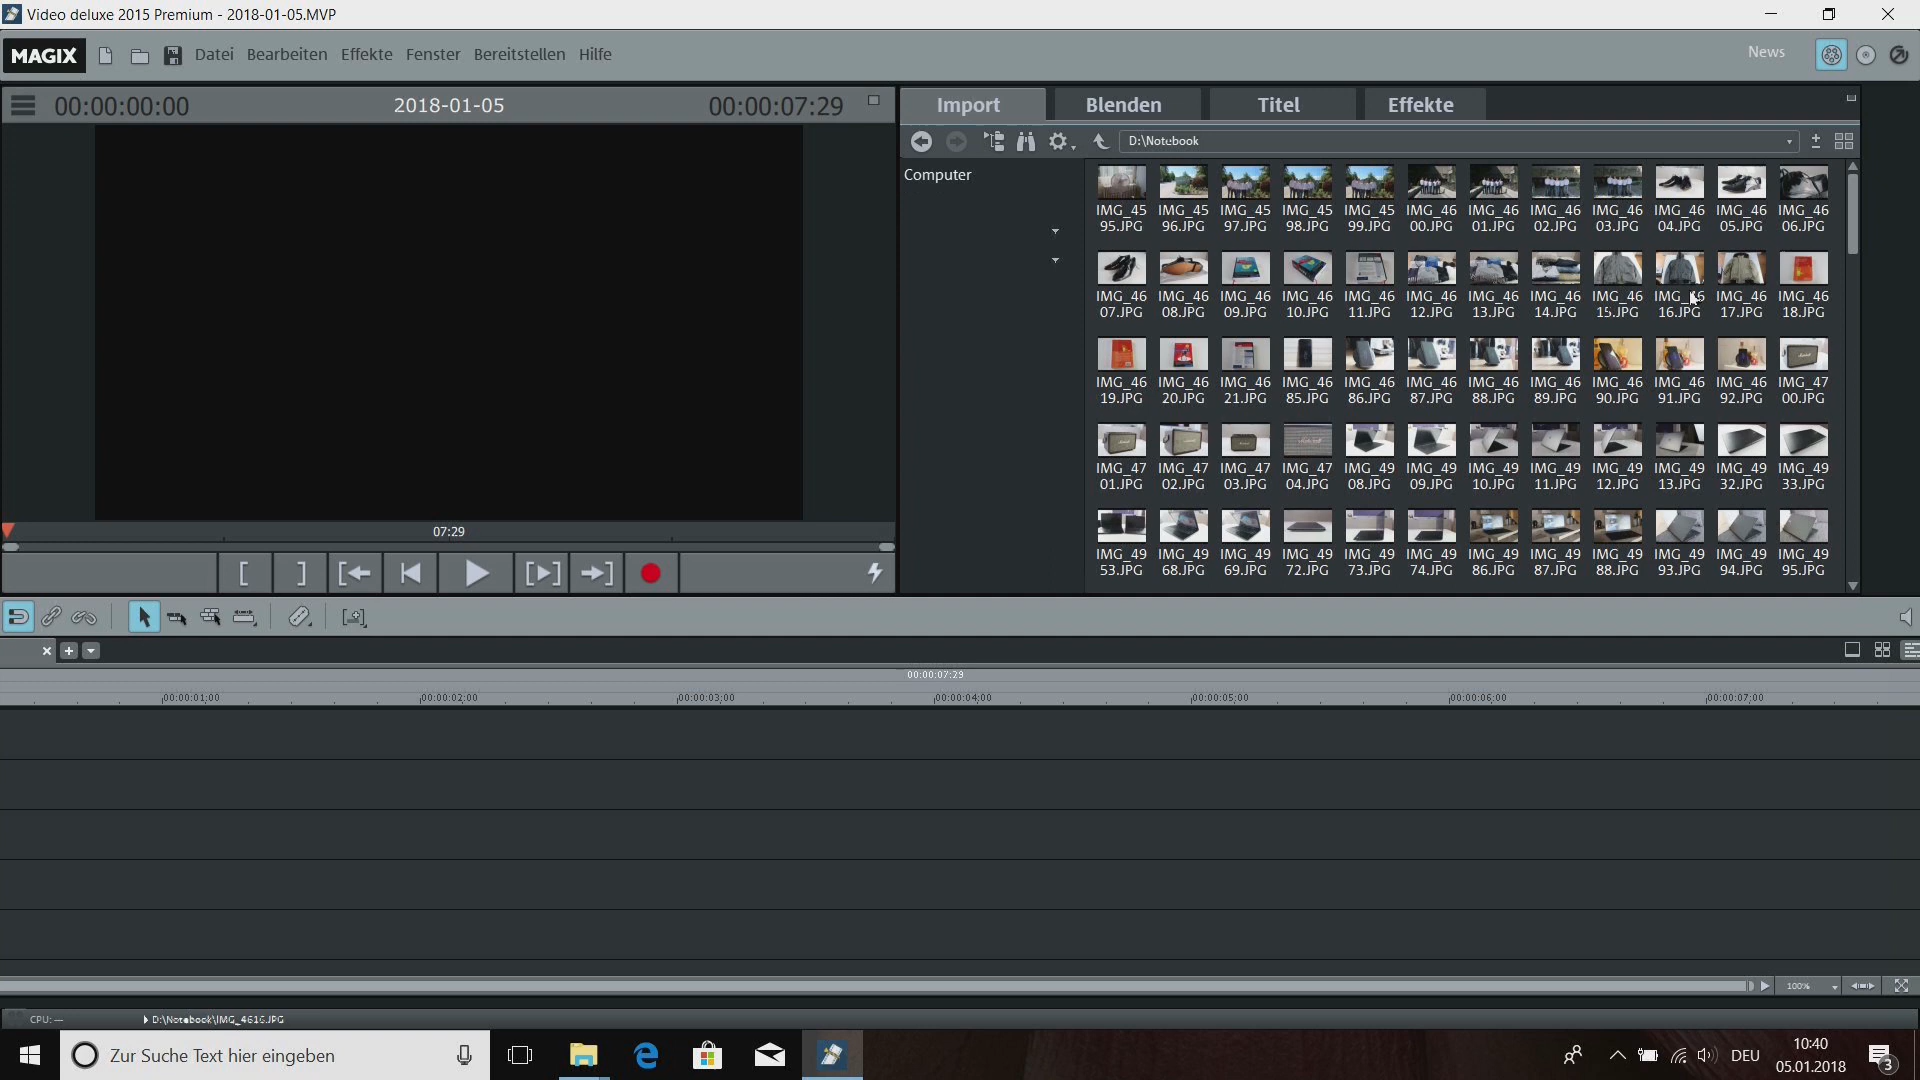 Video deluxe 2015 Premium - 2018-01-05.MVP
MAGIX Datei Bearbeiten Effekte Fenster Bereitstellen Hilfe News
00:00:00:00 2018-01-05 00:00:07:29
Import Blenden Titel Effekte
D:\Notebook
Computer
IMG_45 IMG_45 IMG_45 IMG_45 IMG_45 IMG_46 IMG_46 IMG_46 IMG_46 IMG_46 IMG_46 IMG_46
95.JPG 96.JPG 97.JPG 98.JPG 99.JPG 00.JPG 01.JPG 02.JPG 03.JPG 04.JPG 05.JPG 06.JPG
IMG_46 IMG_46 IMG_46 IMG_46 IMG_46 IMG_46 IMG_46 IMG_46 IMG_46 IMG_46 IMG_46 IMG_46
07.JPG 08.JPG 09.JPG 10.JPG 11.JPG 12.JPG 13.JPG 14.JPG 15.JPG 16.JPG 17.JPG 18.JPG
IMG_46 IMG_46 IMG_46 IMG_46 IMG_46 IMG_46 IMG_46 IMG_46 IMG_46 IMG_46 IMG_46 IMG_47
19.JPG 20.JPG 21.JPG 85.JPG 86.JPG 87.JPG 88.JPG 89.JPG 90.JPG 91.JPG 92.JPG 00.JPG
IMG_47 IMG_47 IMG_47 IMG_47 IMG_49 IMG_49 IMG_49 IMG_49 IMG_49 IMG_49 IMG_49 IMG_49
01.JPG 02.JPG 03.JPG 04.JPG 08.JPG 09.JPG 10.JPG 11.JPG 12.JPG 13.JPG 32.JPG 33.JPG
IMG_49 IMG_49 IMG_49 IMG_49 IMG_49 IMG_49 IMG_49 IMG_49 IMG_49 IMG_49 IMG_49 IMG_49
53.JPG 68.JPG 69.JPG 72.JPG 73.JPG 74.JPG 86.JPG 87.JPG 88.JPG 93.JPG 94.JPG 95.JPG
07:29
00:00:07:29
00:00:01:00 00:00:02:00 00:00:03:00 00:00:04:00 00:00:05:00 00:00:06:00 00:00:07:00
100%
CPU: -- D:\Notebook\IMG_4616.JPG
Zur Suche Text hier eingeben
DEU
10:40
05.01.2018
3